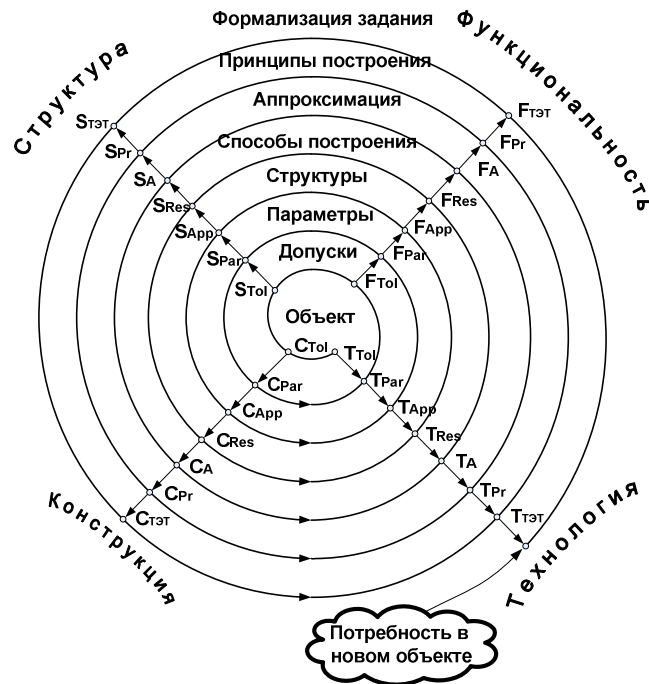 Формализация задания
Структура
Функциональность
Принципы построения
Аппроксимация
Способы построения
Структуры
Параметры
Допуски
Объект
SТЭТ
SPr
SA
SRes
SApp
SPar
STol
FТЭТ
FPr
FA
FRes
FApp
FPar
FTol
CTol
CPar
CApp
CRes
CA
CPr
CТЭТ
TTol
TPar
TApp
TRes
TA
TPr
TТЭТ
Конструкция
Технология
Потребность в
новом объекте